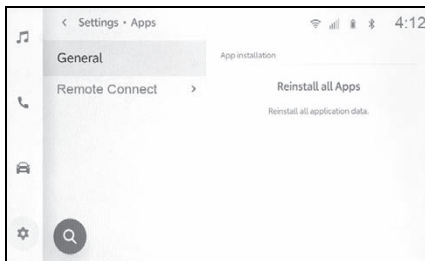 < Settings • Apps
4:12
General
App installation
Remote Connect >
Reinstall all Apps
Reinstall all application data.